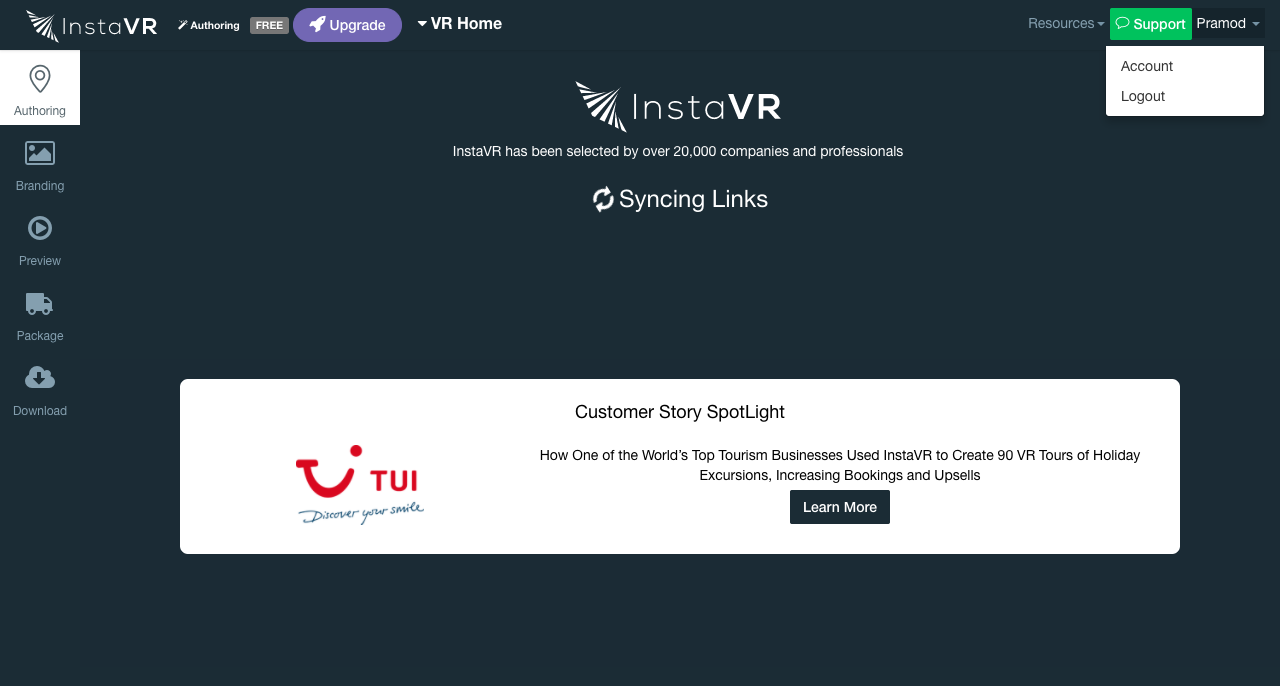 InstaVR
Authoring
FREE
Upgrade
VR Home
Resources
Support
Pramod
Account
Logout
Authoring
Branding
Preview
Package
Download
InstaVR
InstaVR has been selected by over 20,000 companies and professionals
Syncing Links
Customer Story SpotLight
TUI
Discover your smile
How One of the World’s Top Tourism Businesses Used InstaVR to Create 90 VR Tours of Holiday
Excursions, Increasing Bookings and Upsells
Learn More